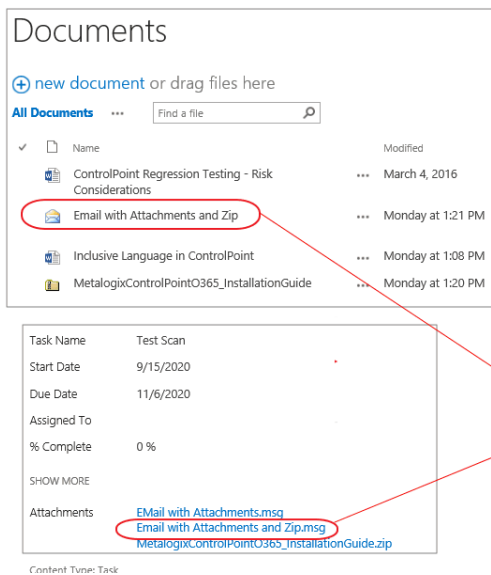 Documents
new document or drag files here
All Documents ... Find a file
Name Modified
ControlPoint Regression Testing - Risk ... March 4, 2016
Considerations
Email with Attachments and Zip ... Monday at 1:21 PM
Inclusive Language in ControlPoint ... Monday at 1:08 PM
MetalogixControlPointO365_InstallationGuide ... Monday at 1:20 PM
Task Name Test Scan
Start Date 9/15/2020
Due Date 11/6/2020
Assigned To
% Complete 0 %
SHOW MORE
Attachments EMail with Attachments.msg
Email with Attachments and Zip.msg
MetalogixControlPointO365_InstallationGuide.zip
Content Type: Task